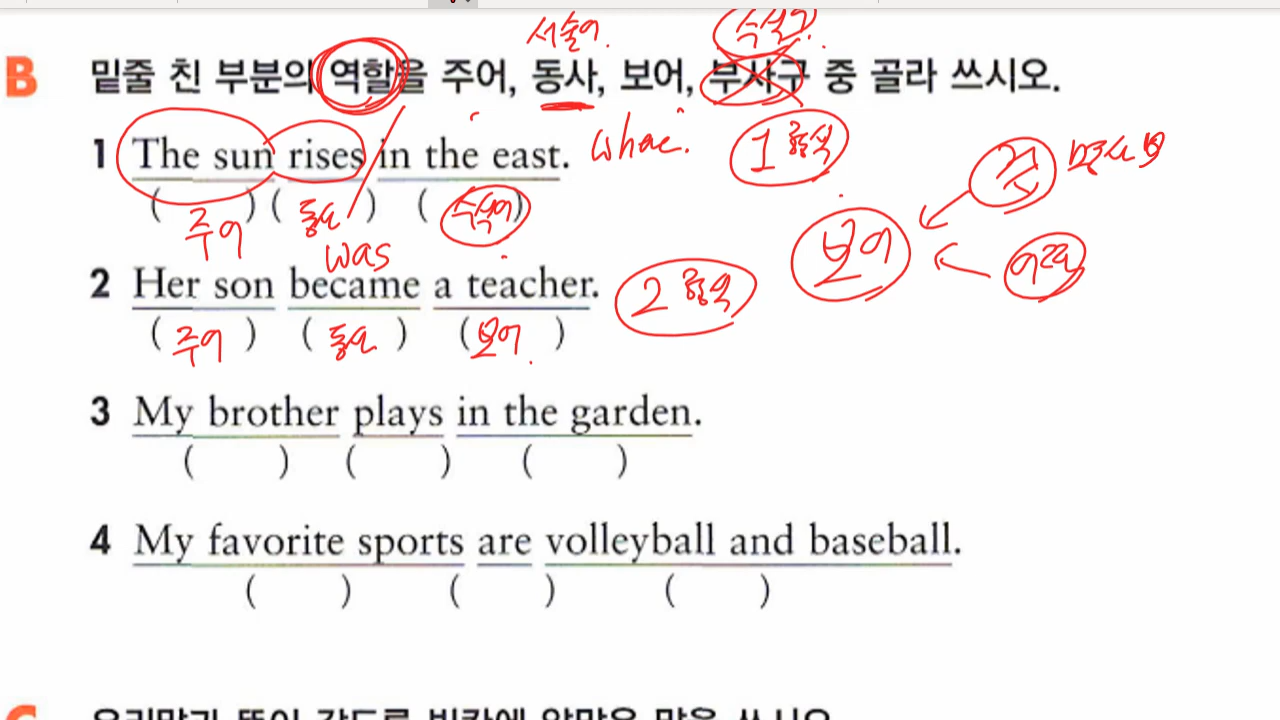 서술어. 수식구.
B 밑줄 친 부분의 역할을 주어, 동사, 보어, 부사구 중 골라 쓰시오.
1 The sun rises in the east. 1형식
( 주어 ) ( 동사 ) ( 수식어 )
was
보어
2 Her son became a teacher. 2형식
( 주어 ) ( 동사 ) ( 보어 )
3 My brother plays in the garden.
( ) ( ) ( )
4 My favorite sports are volleyball and baseball.
( ) ( ) ( )